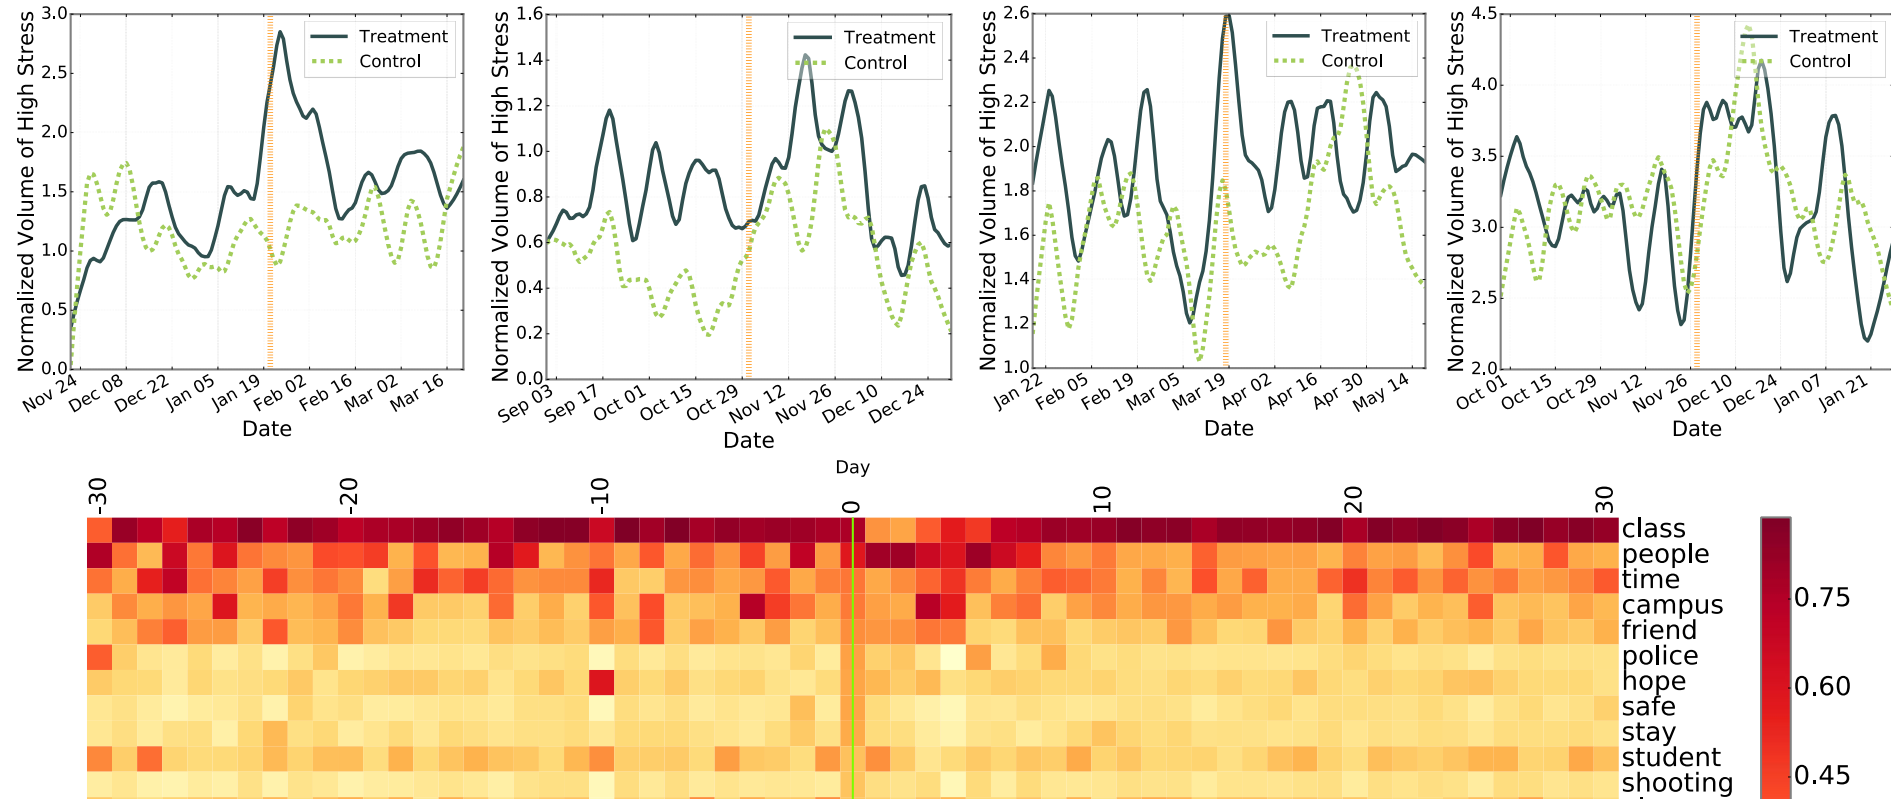 Normalized Volume of High Stress
3.0
2.5
2.0
1.5
1.0
0.5
0.0
Treatment
Control
Nov 24
Dec 08
Dec 22
Jan 05
Jan 19
Feb 02
Feb 16
Mar 02
Mar 16
Date
Normalized Volume of High Stress
1.6
1.4
1.2
1.0
0.8
0.6
0.4
0.2
0.0
Treatment
Control
Sep 03
Sep 17
Oct 01
Oct 15
Oct 29
Nov 12
Nov 26
Dec 10
Dec 24
Date
Normalized Volume of High Stress
2.6
2.4
2.2
2.0
1.8
1.6
1.4
1.2
1.0
Treatment
Control
Jan 22
Feb 05
Feb 19
Mar 05
Mar 19
Apr 02
Apr 16
Apr 30
May 14
Date
Normalized Volume of High Stress
4.5
4.0
3.5
3.0
2.5
2.0
Treatment
Control
Oct 01
Oct 15
Oct 29
Nov 12
Nov 26
Dec 10
Dec 24
Jan 07
Jan 21
Date
Day
-30
-20
-10
0
10
20
30
class
people
time
campus
friend
police
hope
safe
stay
student
shooting
0.75
0.60
0.45